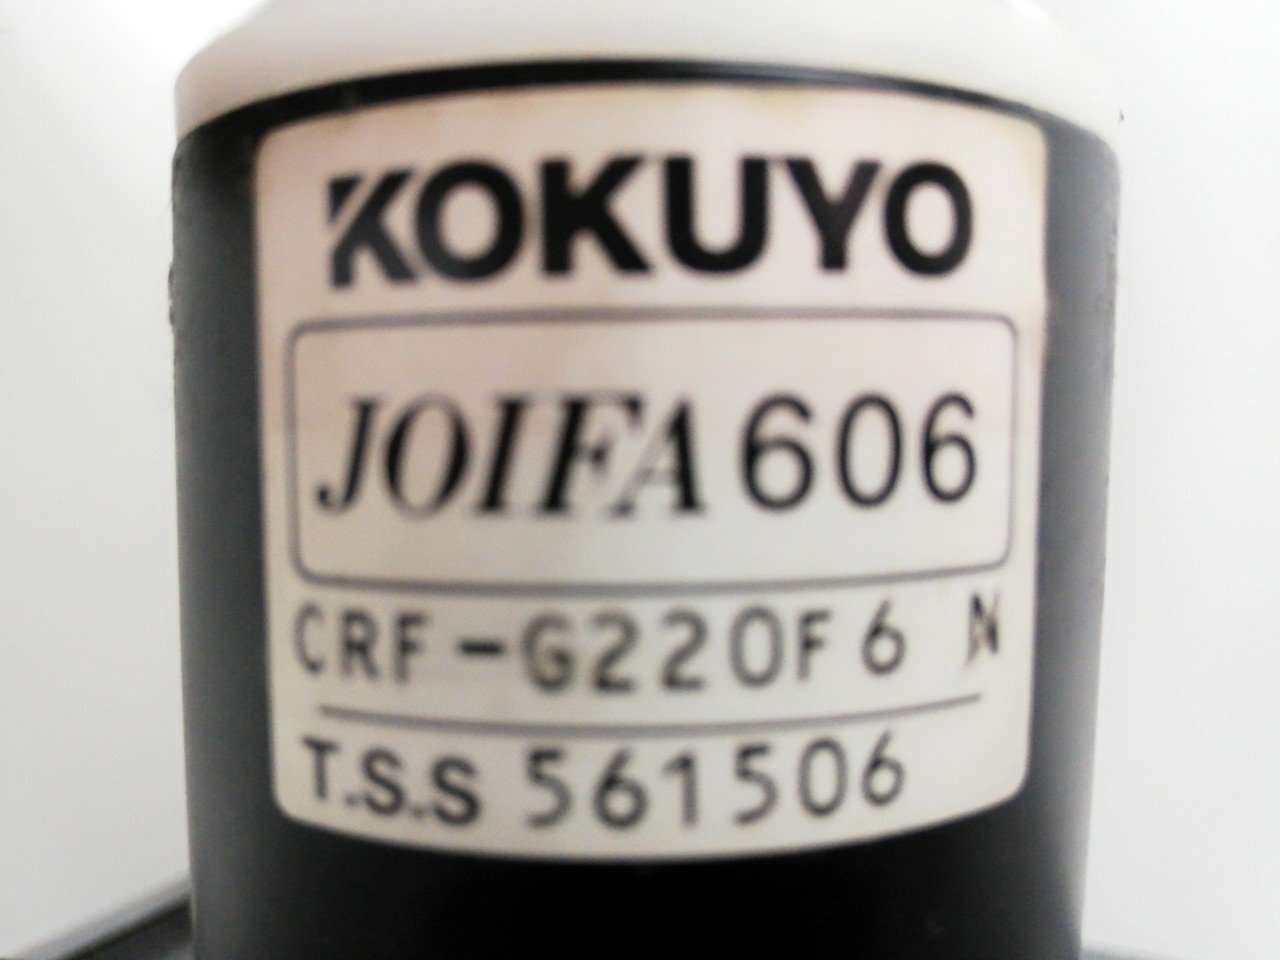 KOKUYO
JOIFA 606
CRF-G220F6 N
T.S.S 561506